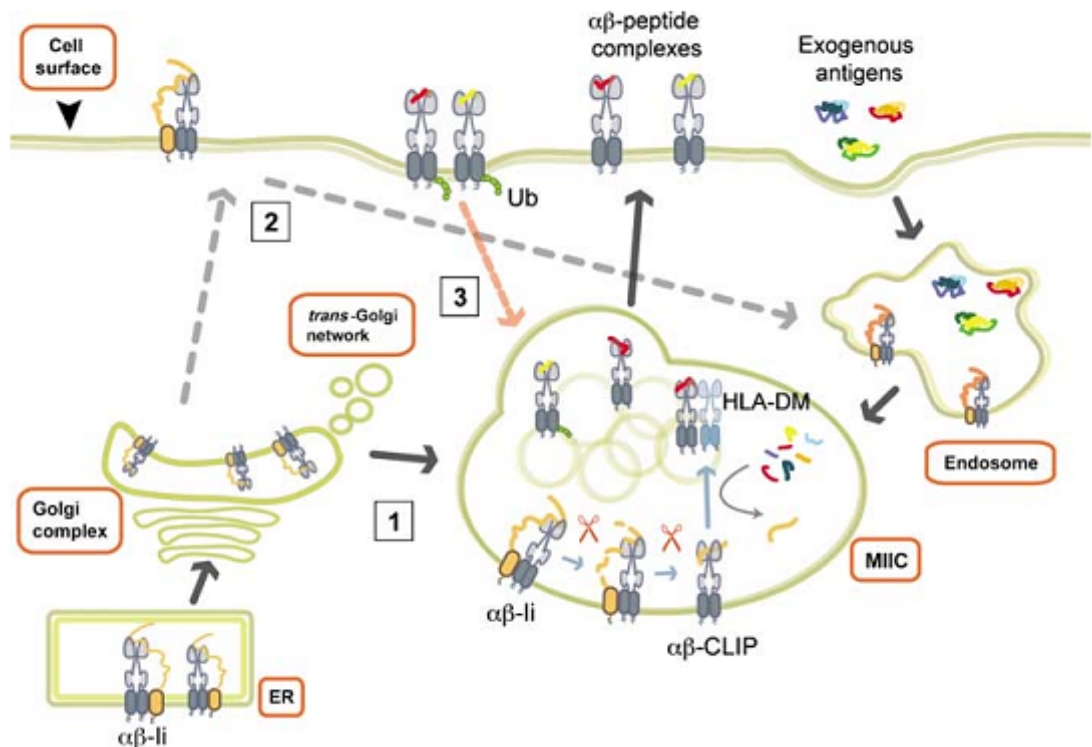 Cell
surface
αβ-peptide
complexes
Exogenous
antigens
Ub
2
3
trans-Golgi
network
HLA-DM
Endosome
Golgi
complex
1
MIIC
αβ-Ii
αβ-CLIP
ER
αβ-Ii